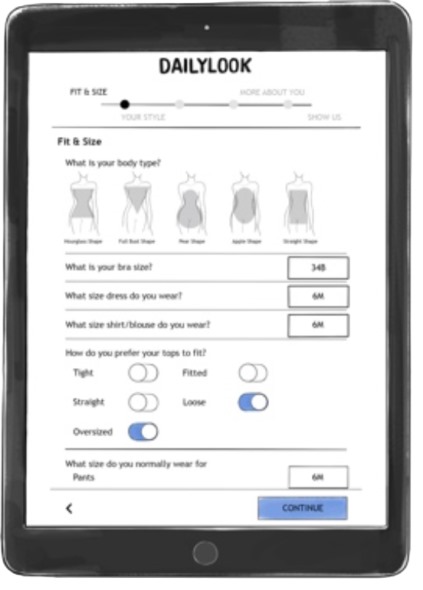 DAILYLOOK
FIT & SIZE
MORE ABOUT YOU
YOUR STYLE
SHOW US
Fit & Size
What is your body type?
Hourglass Shape Full Bust Shape Pear Shape Apple Shape Straight Shape
What is your bra size? 34B
What size dress do you wear? 6M
What size shirt/blouse do you wear? 6M
How do you prefer your tops to fit?
Tight Fitted
Straight Loose
Oversized
What size do you normally wear for
Pants 6M
< CONTINUE